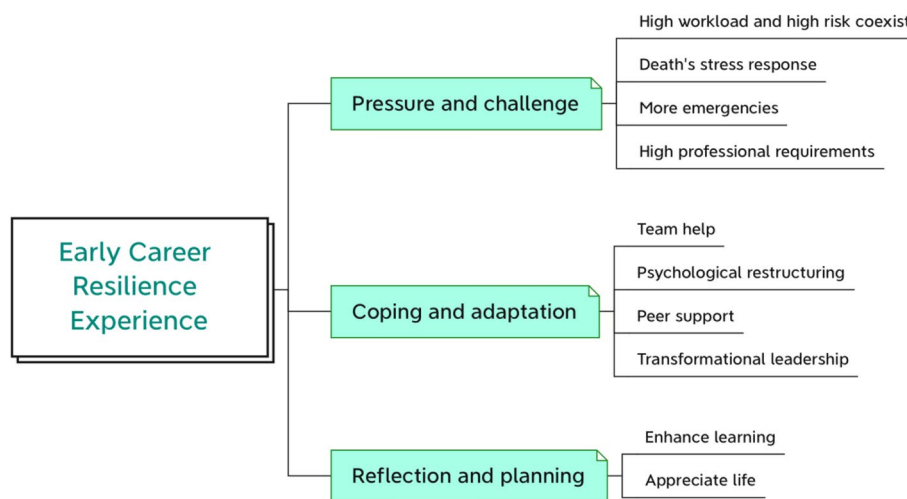 Early Career
Resilience
Experience
Pressure and challenge
High workload and high risk coexist
Death's stress response
More emergencies
High professional requirements
Coping and adaptation
Team help
Psychological restructuring
Peer support
Transformational leadership
Reflection and planning
Enhance learning
Appreciate life